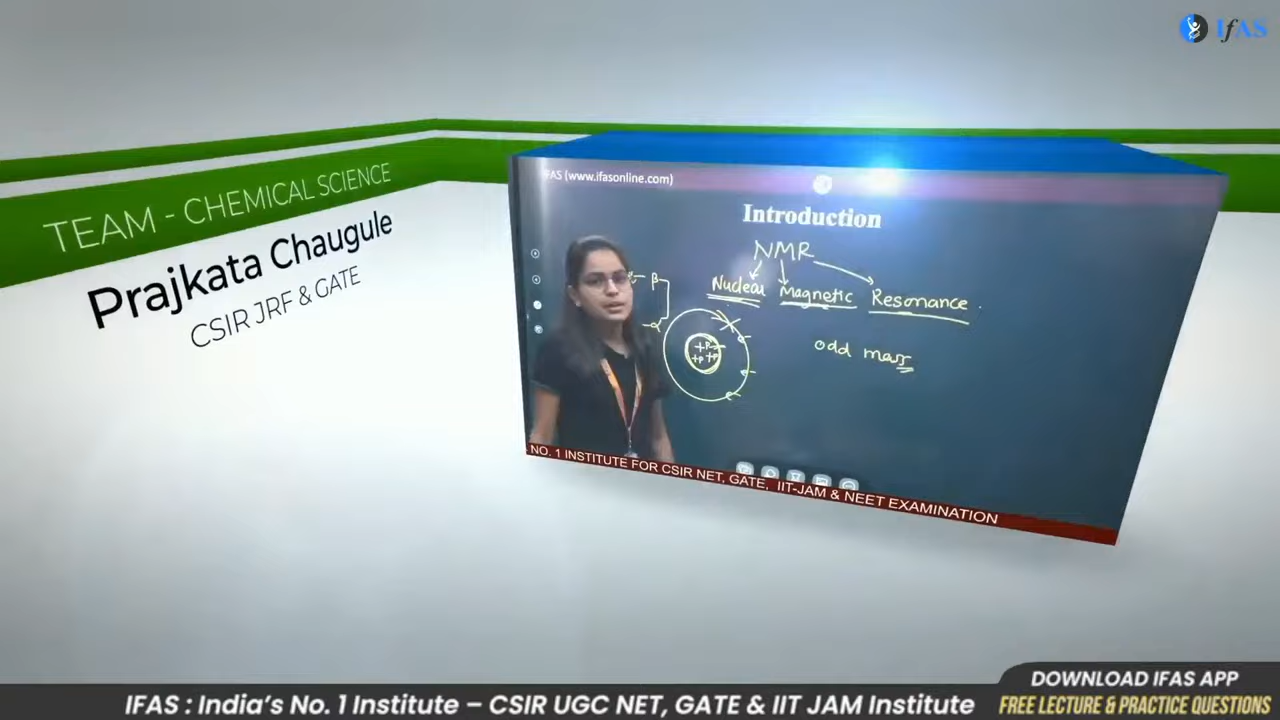 IfAS
TEAM - CHEMICAL SCIENCE
Prajkata Chaugule
CSIR JRF & GATE
(www.ifasonline.com)
Introduction
NMR
Nuclear Magnetic Resonance
β
α
odd mass
+P
+P +P
NO. 1 INSTITUTE FOR CSIR NET, GATE, IIT-JAM & NEET EXAMINATION
DOWNLOAD IFAS APP
IFAS : India's No. 1 Institute – CSIR UGC NET, GATE & IIT JAM Institute
FREE LECTURE & PRACTICE QUESTIONS